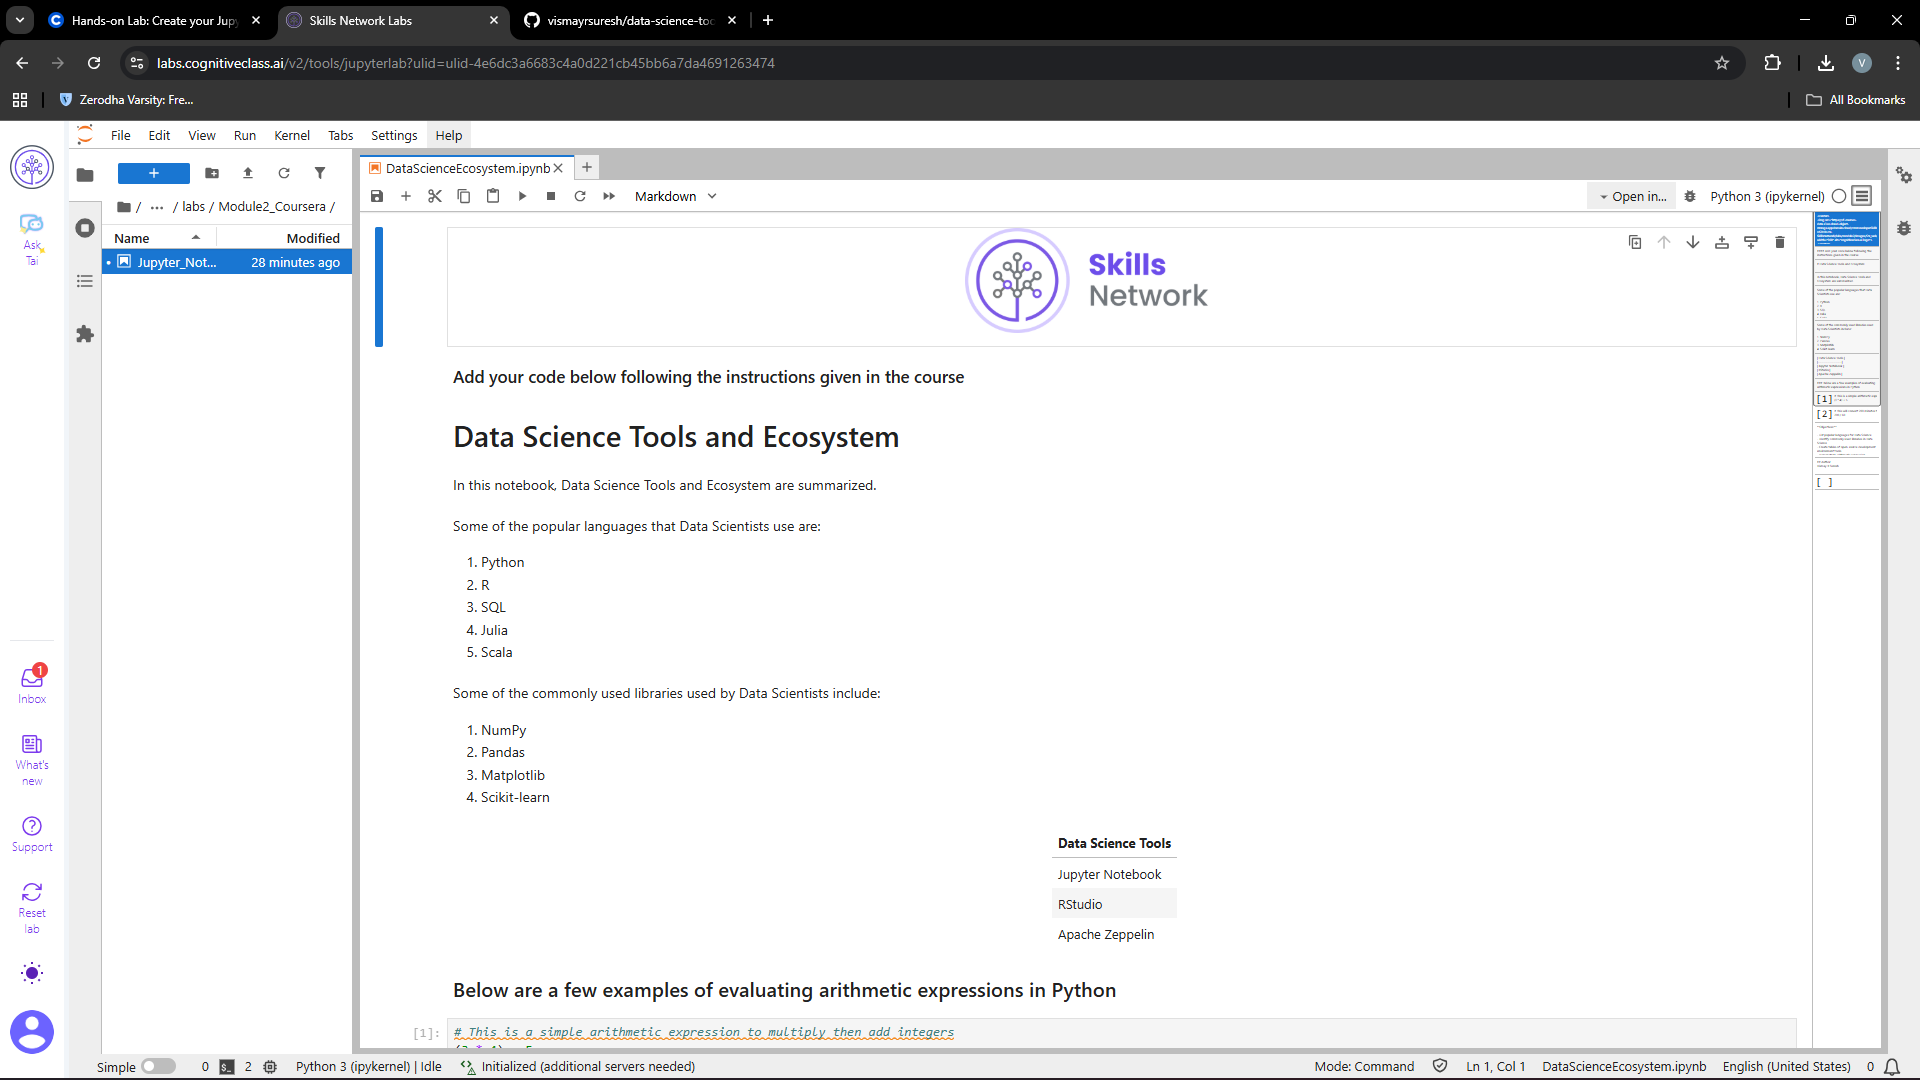 Hands-on Lab: Create your Jupy
Skills Network Labs
vismayrsuresh/data-science-too
labs.cognitiveclass.ai/v2/tools/jupyterlab?ulid=ulid-4e6dc3a6683c4a0d221cb45bb6a7da4691263474
V
Zerodha Varsity: Fre...
All Bookmarks
File Edit View Run Kernel Tabs Settings Help
DataScienceEcosystem.ipynb
Markdown
Open in...
Python 3 (ipykernel)
/ ... / labs / Module2_Coursera /
Name Modified
Jupyter_Not... 28 minutes ago
Ask
Tai
1
Inbox
What's
new
Support
Reset
lab
Skills
Network
Add your code below following the instructions given in the course
Data Science Tools and Ecosystem
In this notebook, Data Science Tools and Ecosystem are summarized.
Some of the popular languages that Data Scientists use are:
1. Python
2. R
3. SQL
4. Julia
5. Scala
Some of the commonly used libraries used by Data Scientists include:
1. NumPy
2. Pandas
3. Matplotlib
4. Scikit-learn
Data Science Tools
Jupyter Notebook
RStudio
Apache Zeppelin
Below are a few examples of evaluating arithmetic expressions in Python
[1]: # This is a simple arithmetic expression to multiply then add integers
[1]
[2]
[ ]
Simple 0 2 Python 3 (ipykernel) | Idle Initialized (additional servers needed) Mode: Command Ln 1, Col 1 DataScienceEcosystem.ipynb English (United States) 0